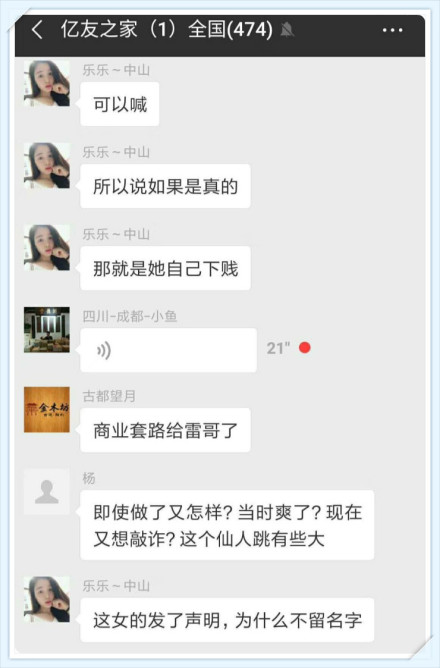 亿友之家（1）全国(474)
乐乐～中山
可以喊
乐乐～中山
所以说如果是真的
乐乐～中山
那就是她自己下贱
四川-成都-小鱼
21"
古都望月
金木坊
商业套路给雷哥了
杨
即使做了又怎样？当时爽了？现在
又想敲诈？这个仙人跳有些大
乐乐～中山
这女的发了声明，为什么不留名字